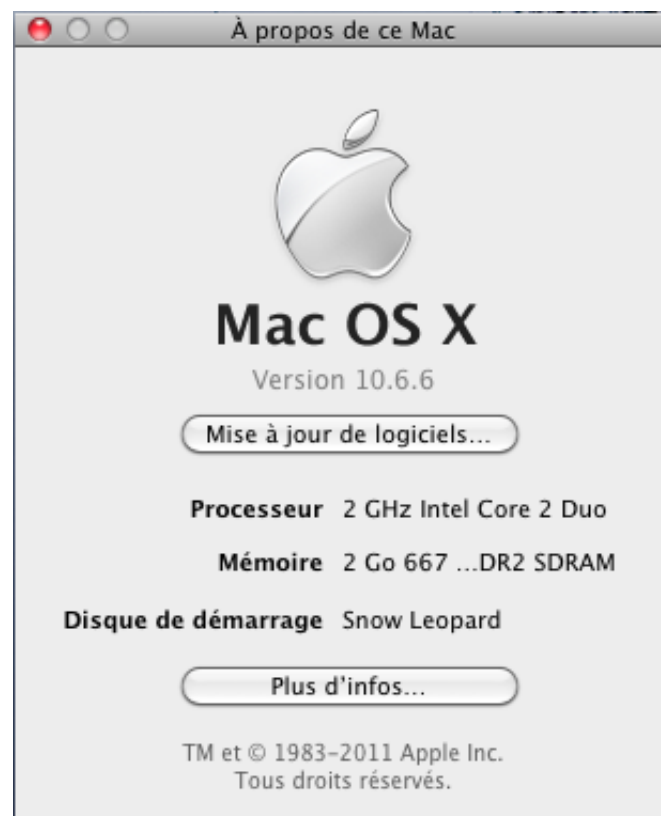 À propos de ce Mac
Mac OS X
Version 10.6.6
Mise à jour de logiciels...
Processeur 2 GHz Intel Core 2 Duo
Mémoire 2 Go 667 ...DR2 SDRAM
Disque de démarrage Snow Leopard
Plus d’infos...
TM et © 1983–2011 Apple Inc.
Tous droits réservés.